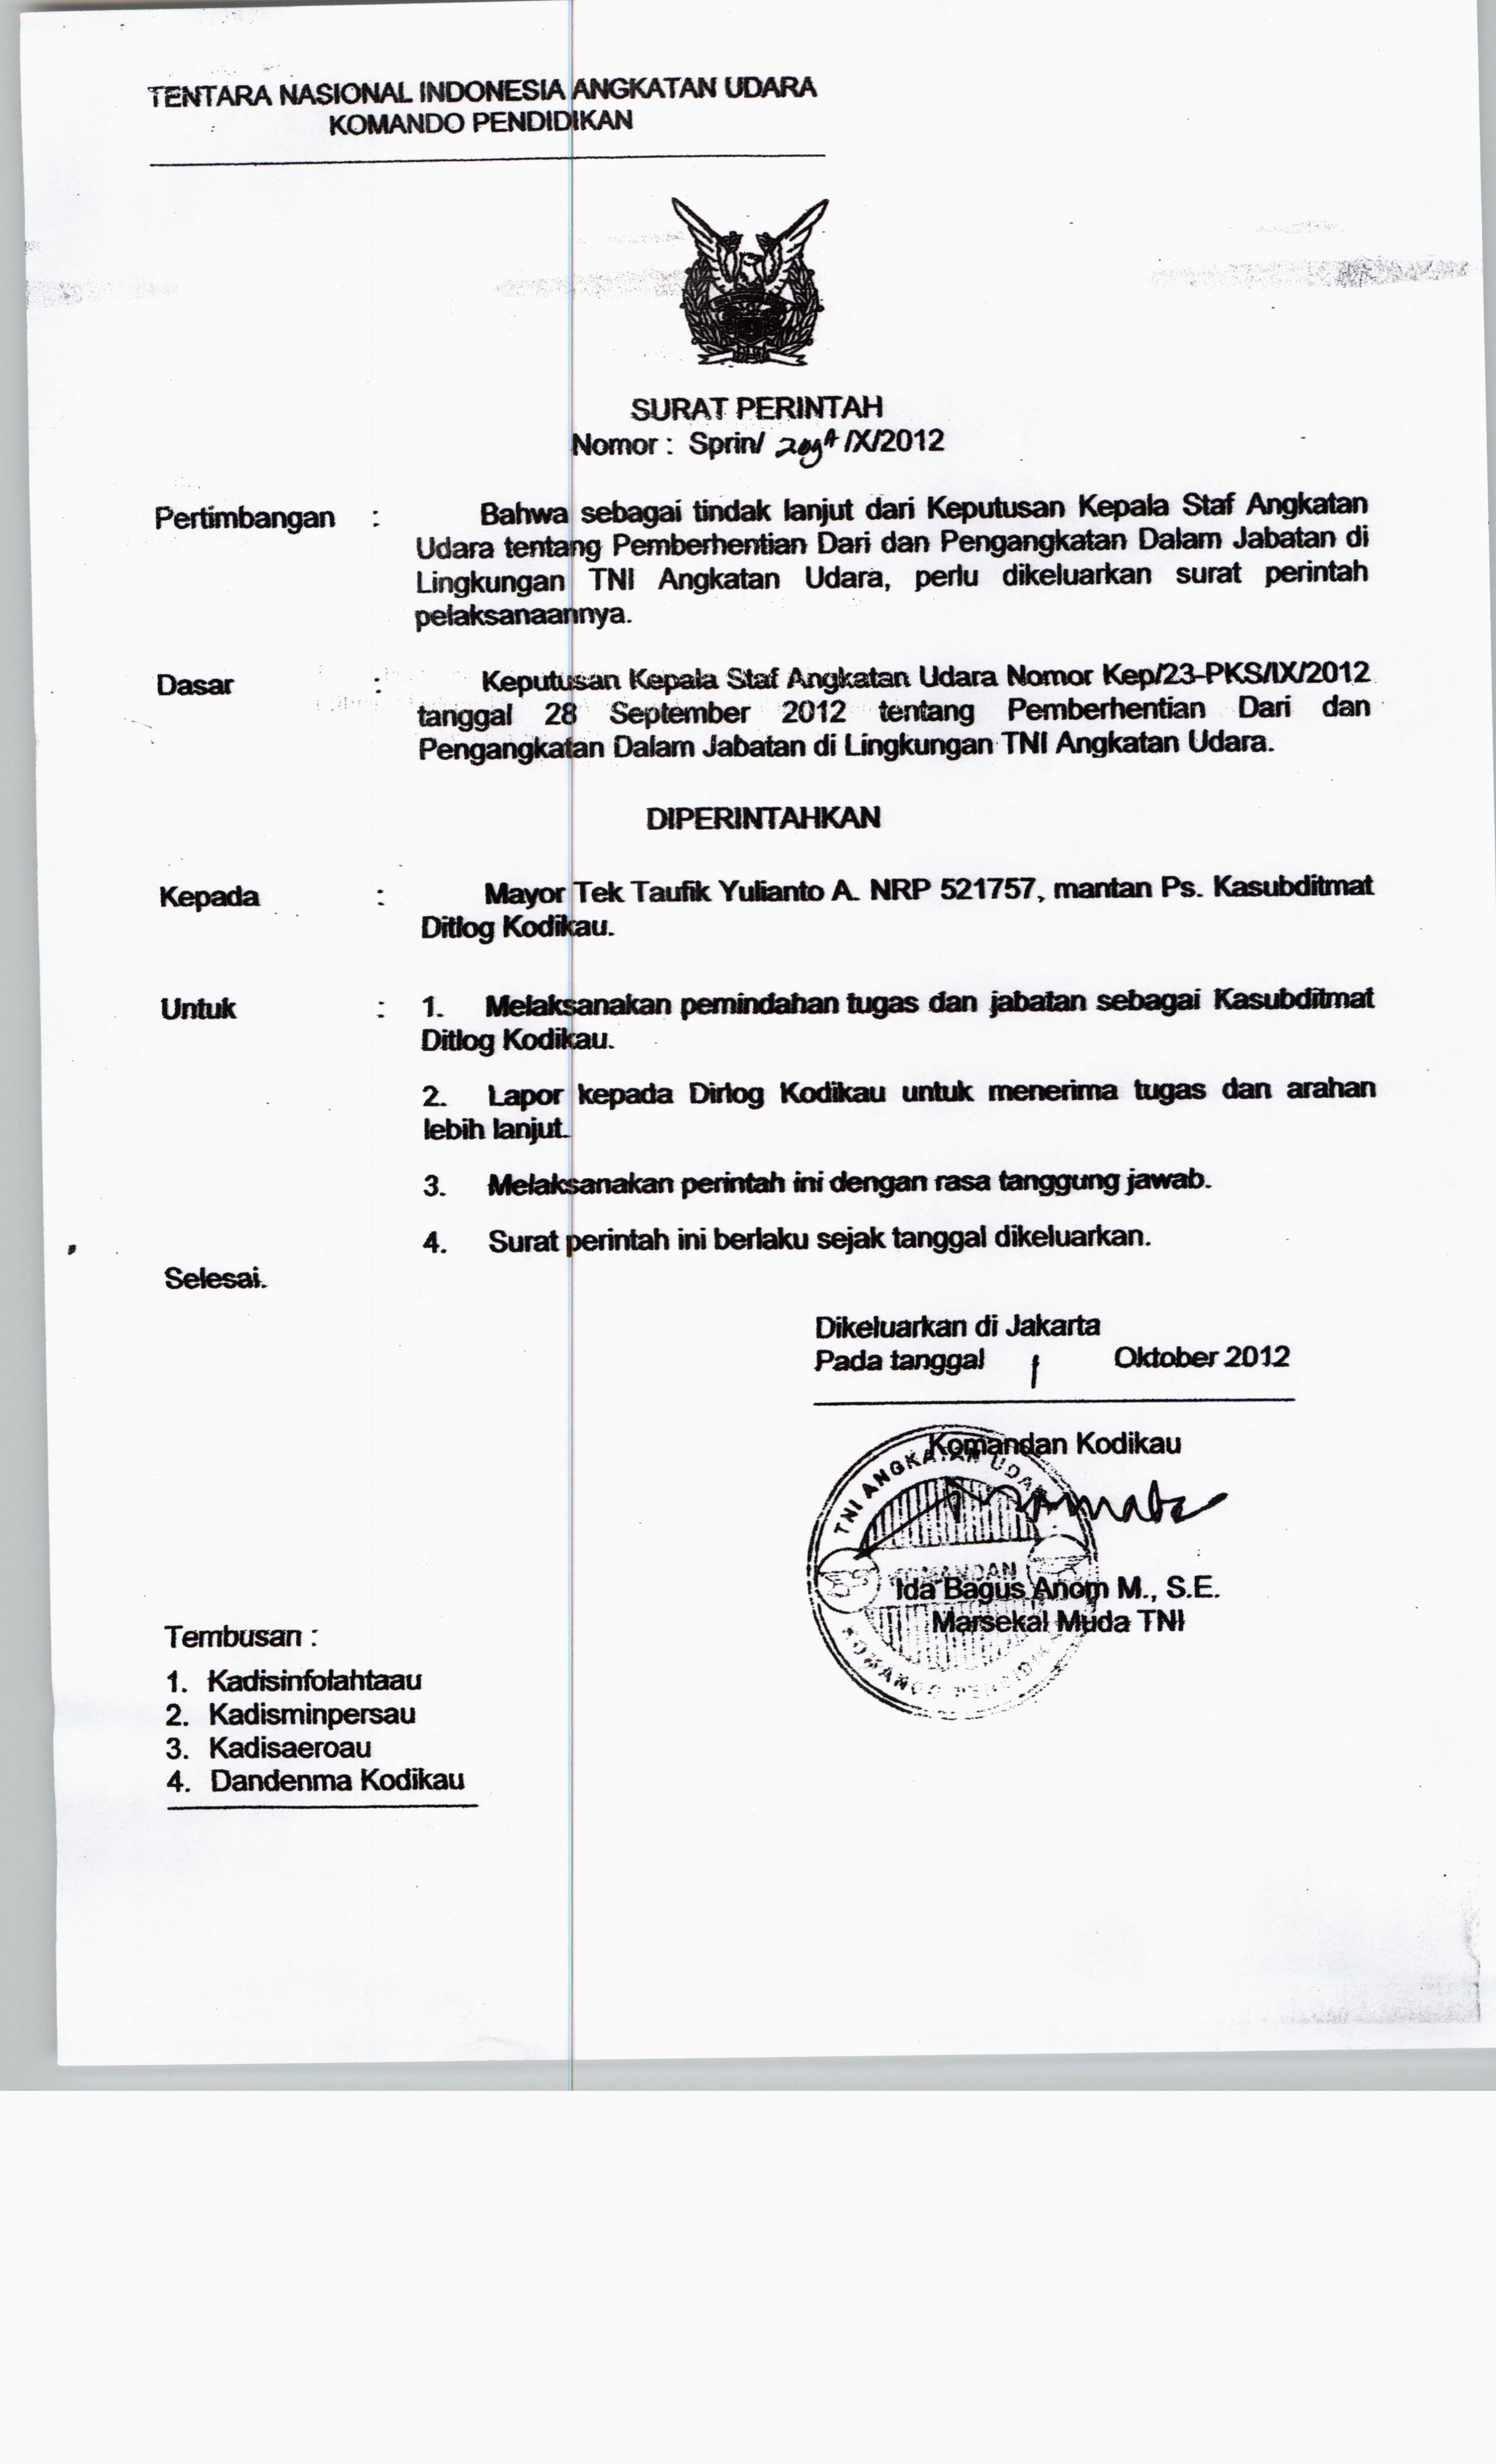 TENTARA NASIONAL INDONESIA ANGKATAN UDARA
KOMANDO PENDIDIKAN
SURAT PERINTAH
Nomor : Sprin/ /IX/2012
Pertimbangan : Bahwa sebagai tindak lanjut dari Keputusan Kepala Staf Angkatan
Udara tentang Pemberhentian Dari dan Pengangkatan Dalam Jabatan di
Lingkungan TNI Angkatan Udara, perlu dikeluarkan surat perintah
pelaksanaannya.
Dasar : Keputusan Kepala Staf Angkatan Udara Nomor Kep/23-PKS/IX/2012
tanggal 28 September 2012 tentang Pemberhentian Dari dan
Pengangkatan Dalam Jabatan di Lingkungan TNI Angkatan Udara.
DIPERINTAHKAN
Kepada : Mayor Tek Taufik Yulianto A. NRP 521757, mantan Ps. Kasubditmat
Ditlog Kodikau.
Untuk : 1. Melaksanakan pemindahan tugas dan jabatan sebagai Kasubditmat
Ditlog Kodikau.
2. Lapor kepada Dirlog Kodikau untuk menerima tugas dan arahan
lebih lanjut.
3. Melaksanakan perintah ini dengan rasa tanggung jawab.
4. Surat perintah ini berlaku sejak tanggal dikeluarkan.
Selesai.
Dikeluarkan di Jakarta
Pada tanggal 1 Oktober 2012
Komandan Kodikau
TNI ANGKATAN UDARA
KOMANDAN
KOMANDO PENDIDIKAN
Ida Bagus Anom M., S.E.
Marsekal Muda TNI
Tembusan :
1. Kadisinfolahtaau
2. Kadisminpersau
3. Kadisaeroau
4. Dandenma Kodikau